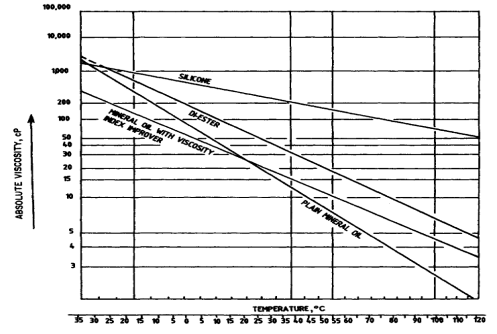 100,000
10,000
1,000
200
100
50
40
30
20
15
10
5
4
3
ABSOLUTE VISCOSITY, cP
SILICONE
DI-ESTER
MINERAL OIL WITH VISCOSITY
INDEX IMPROVER
PLAIN MINERAL OIL
TEMPERATURE, °C
35 30 25 20 15 10 5 0 5 10 15 20 25 30 35 40 45 50 55 60 70 80 90 100 110 120